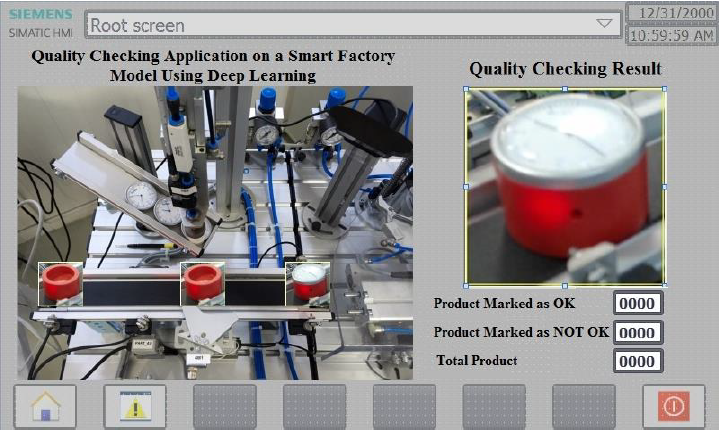 SIEMENS
SIMATIC HMI
Root screen
12/31/2000
10:59:59 AM
Quality Checking Application on a Smart Factory
Model Using Deep Learning
Quality Checking Result
Product Marked as OK 0000
Product Marked as NOT OK 0000
Total Product 0000